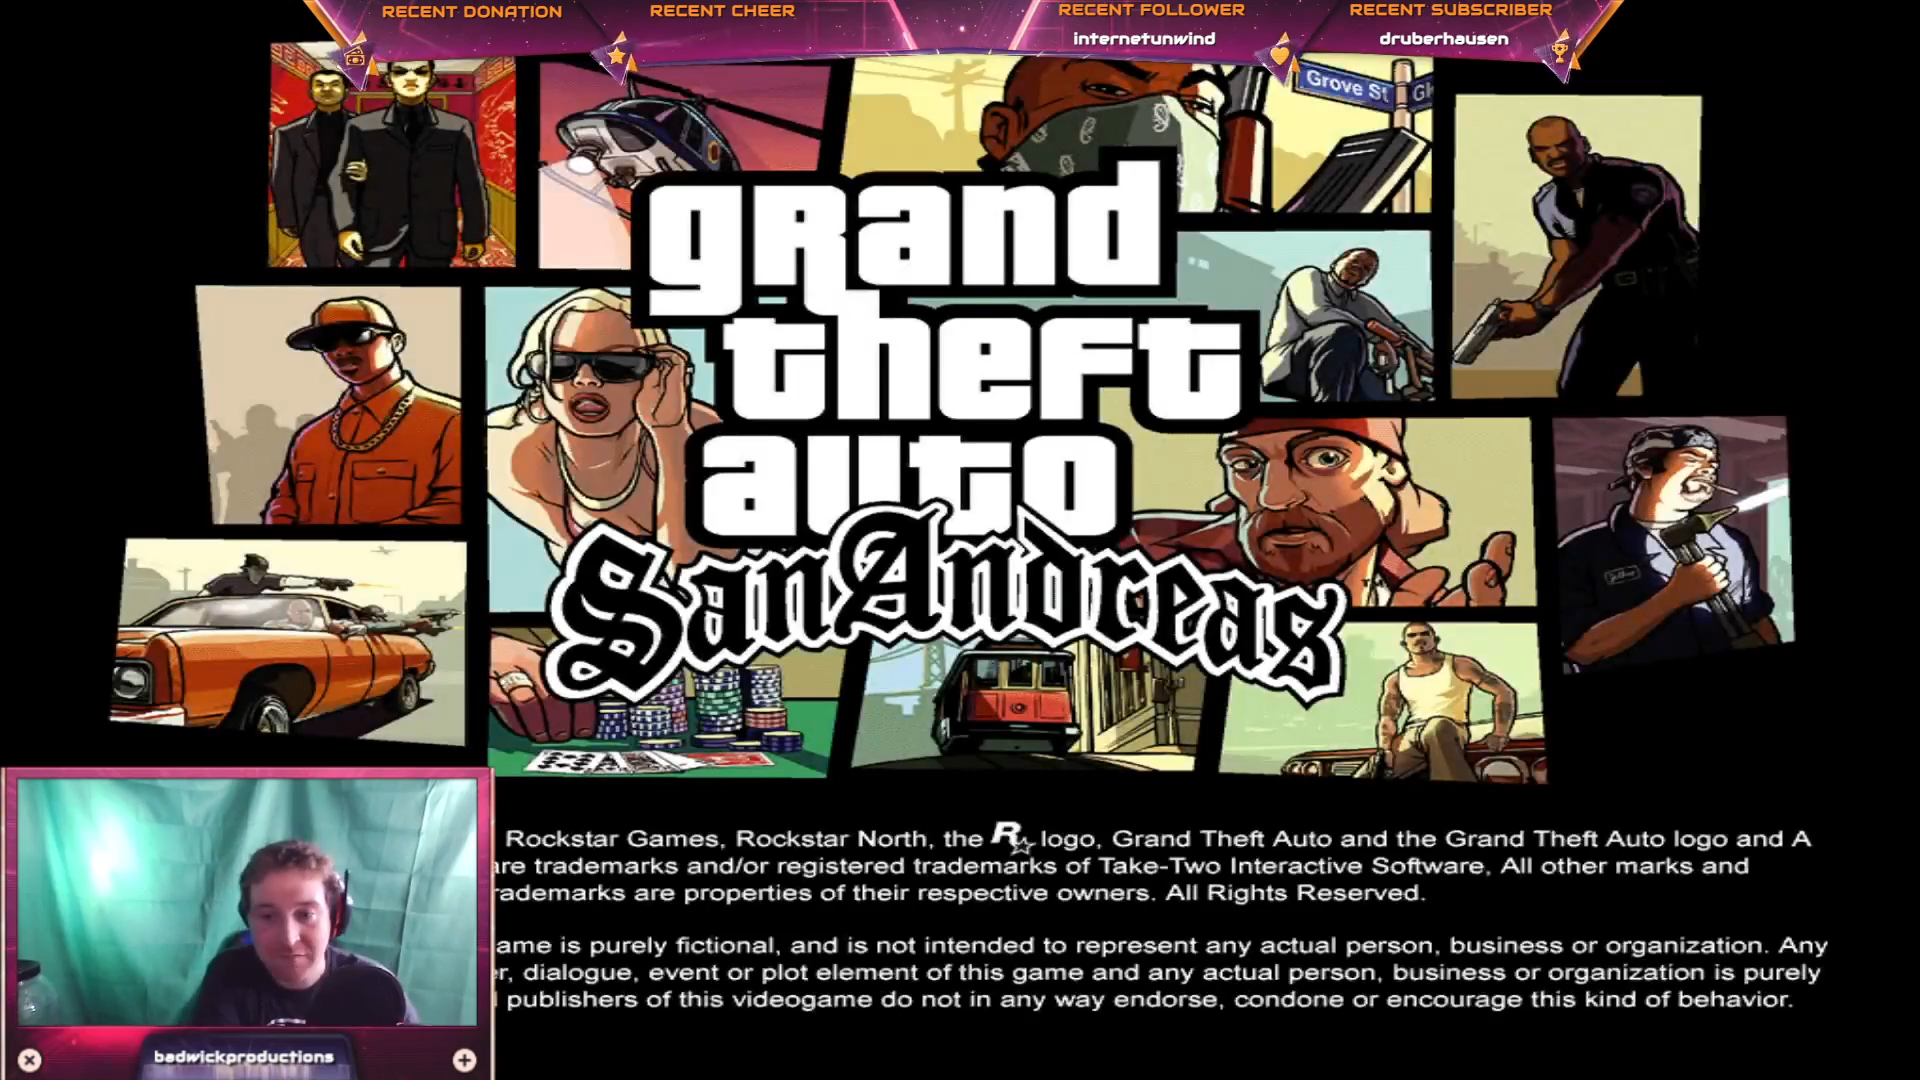 RECENT DONATION
RECENT CHEER
RECENT FOLLOWER
internetunwind
RECENT SUBSCRIBER
druberhausen
Grove St
grand
theft
auto
San Andreas
Rockstar Games, Rockstar North, the R logo, Grand Theft Auto and the Grand Theft Auto logo and A
are trademarks and/or registered trademarks of Take-Two Interactive Software, All other marks and
rademarks are properties of their respective owners. All Rights Reserved.
ame is purely fictional, and is not intended to represent any actual person, business or organization. Any
r, dialogue, event or plot element of this game and any actual person, business or organization is purely
publishers of this videogame do not in any way endorse, condone or encourage this kind of behavior.
badwickproductions